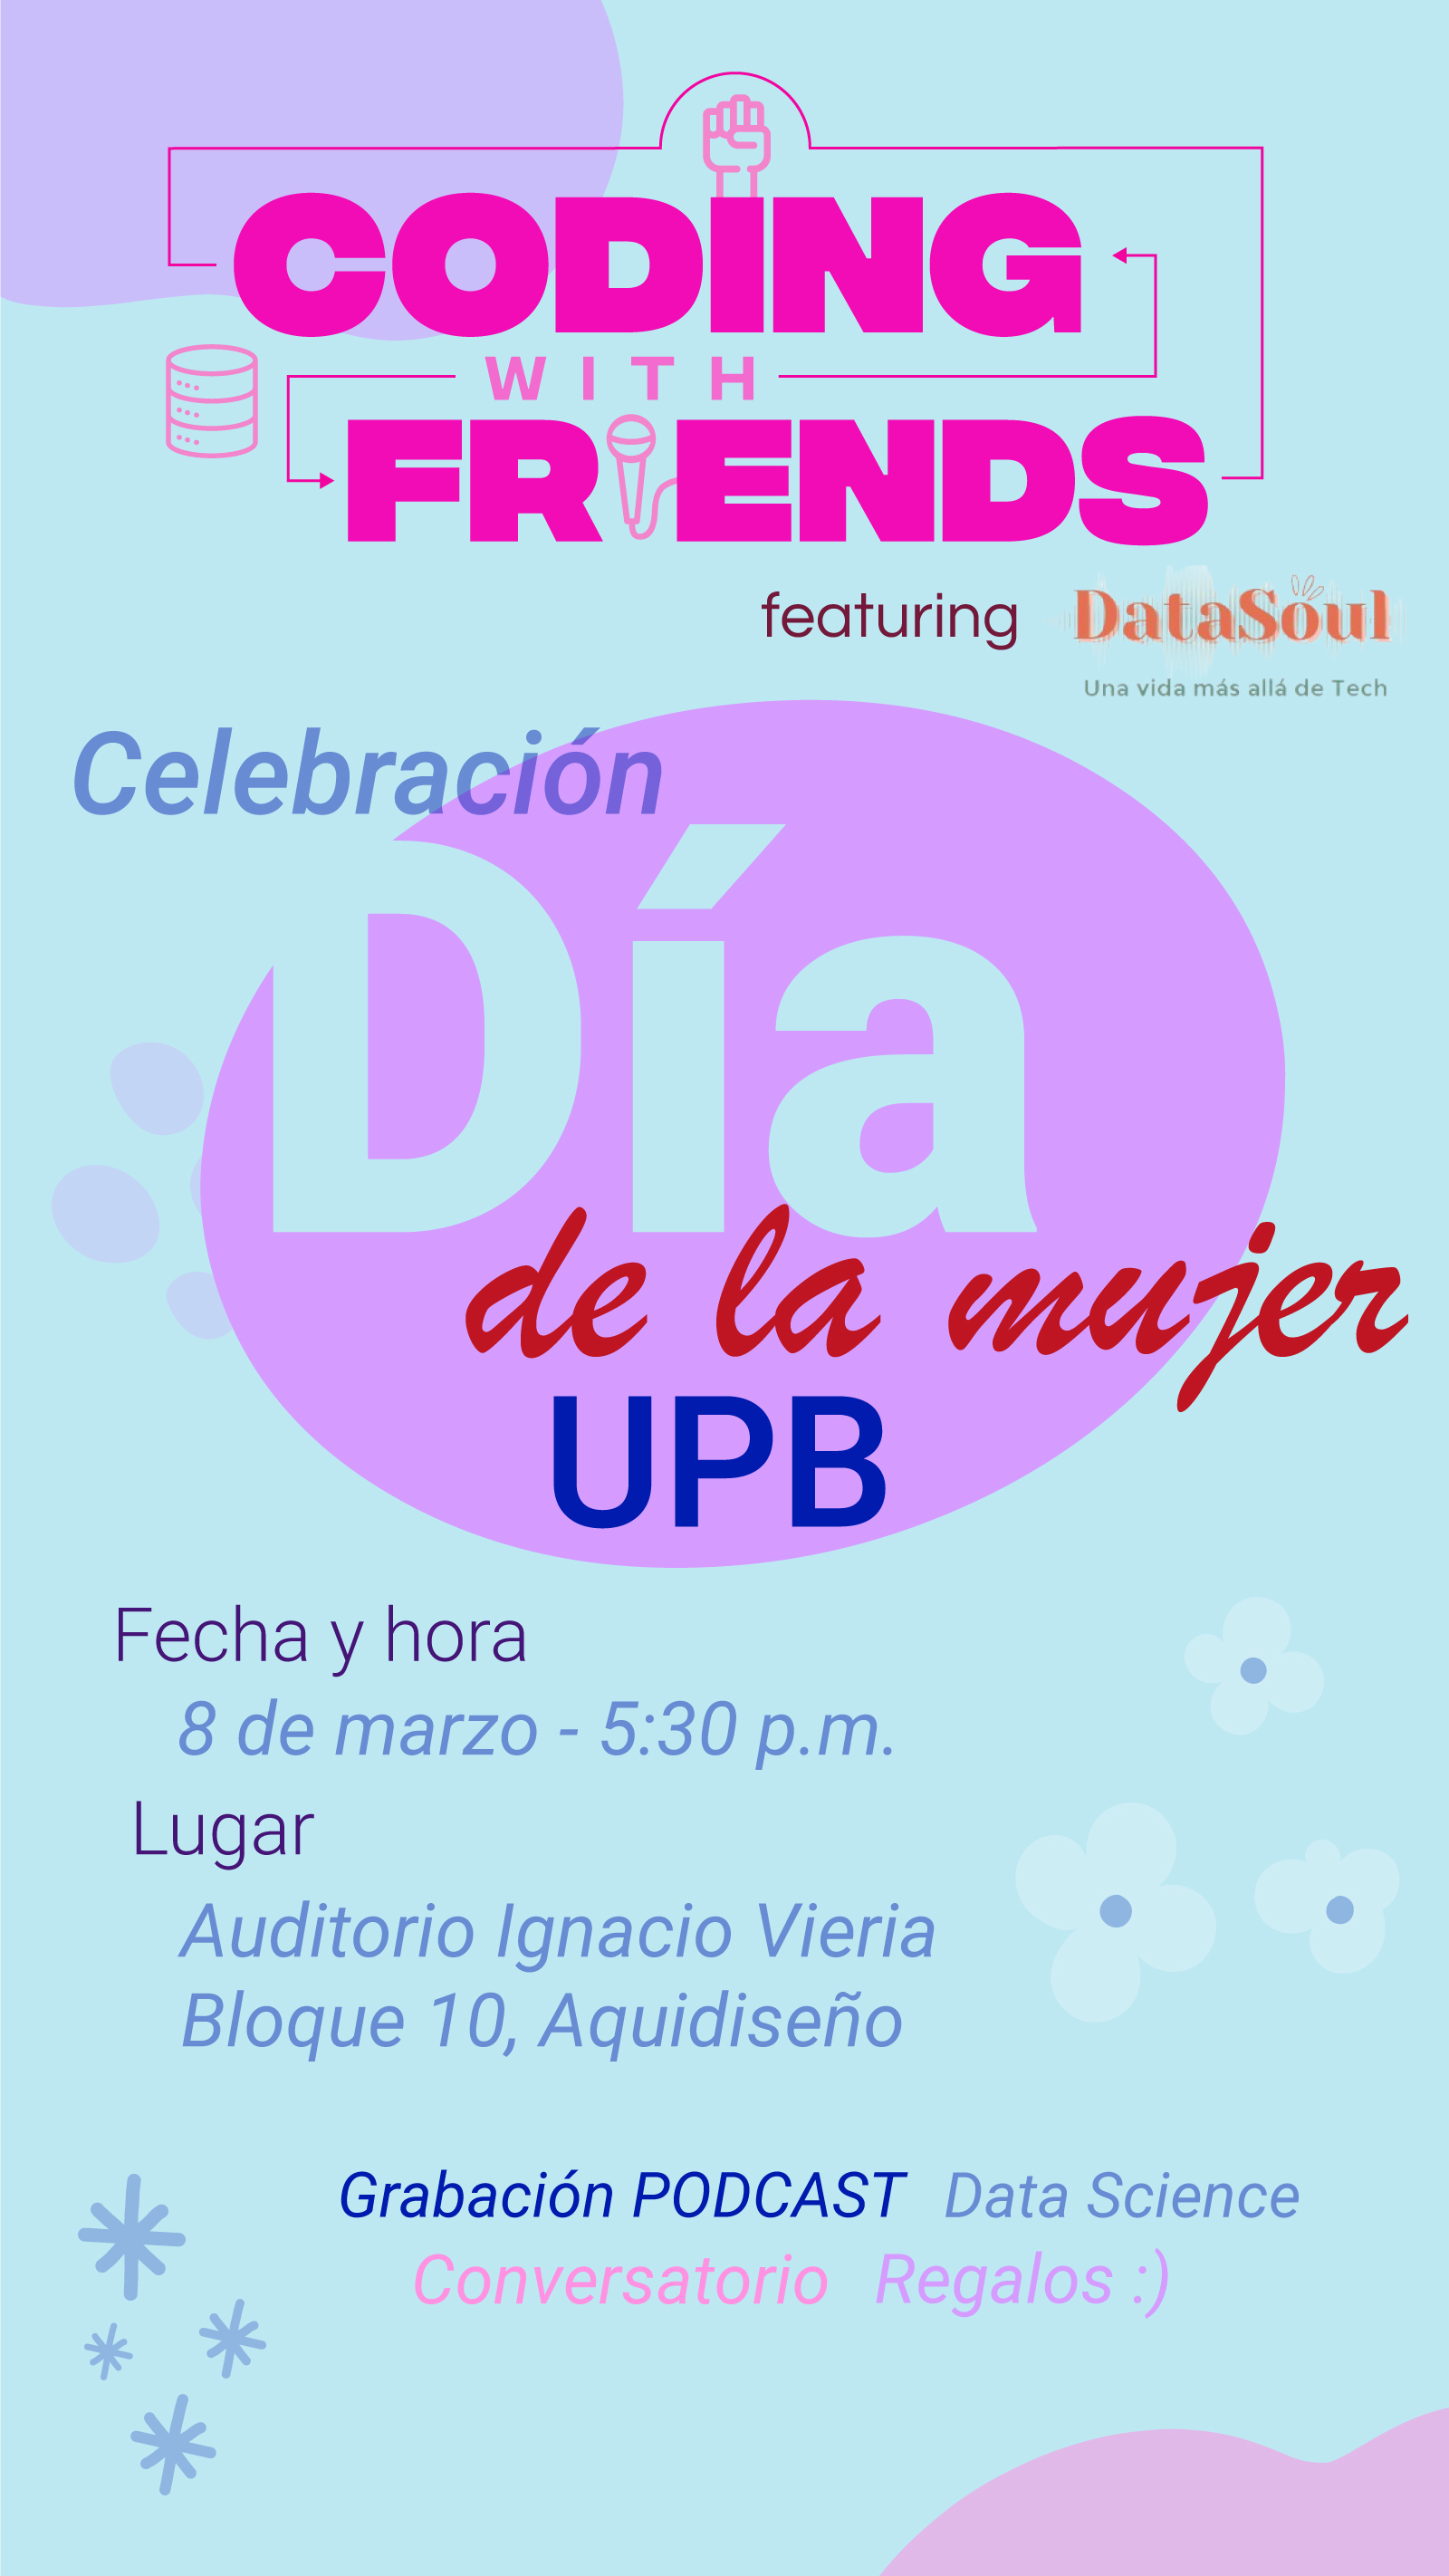 CODING
WITH
FRIENDS
featuring DataSoul
Una vida más allá de Tech
Celebración
Día
de la mujer
UPB
Fecha y hora
8 de marzo - 5:30 p.m.
Lugar
Auditorio Ignacio Vieria
Bloque 10, Aquidiseño
Grabación PODCAST Data Science
Conversatorio Regalos :)